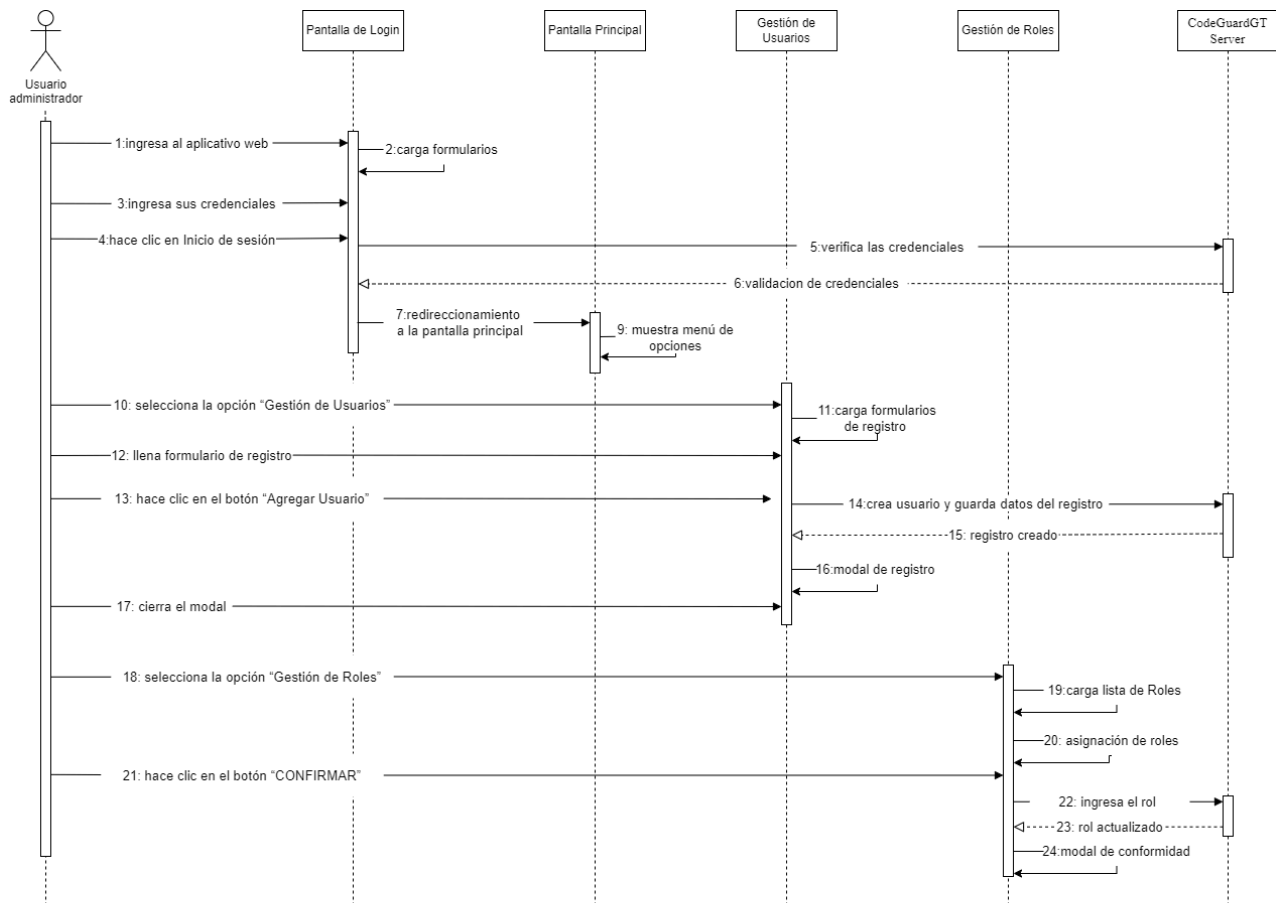 Usuario
administrador
Pantalla de Login
Pantalla Principal
Gestión de
Usuarios
Gestión de Roles
CodeGuardGT
Server
1:ingresa al aplicativo web
2:carga formularios
3:ingresa sus credenciales
4:hace clic en Inicio de sesión
5:verifica las credenciales
6:validacion de credenciales
7:redireccionamiento
a la pantalla principal
9: muestra menú de
opciones
10: selecciona la opción “Gestión de Usuarios”
11:carga formularios
de registro
12: llena formulario de registro
13: hace clic en el botón “Agregar Usuario”
14:crea usuario y guarda datos del registro
15: registro creado
16:modal de registro
17: cierra el modal
18: selecciona la opción “Gestión de Roles”
19:carga lista de Roles
20: asignación de roles
21: hace clic en el botón “CONFIRMAR”
22: ingresa el rol
23: rol actualizado
24:modal de conformidad